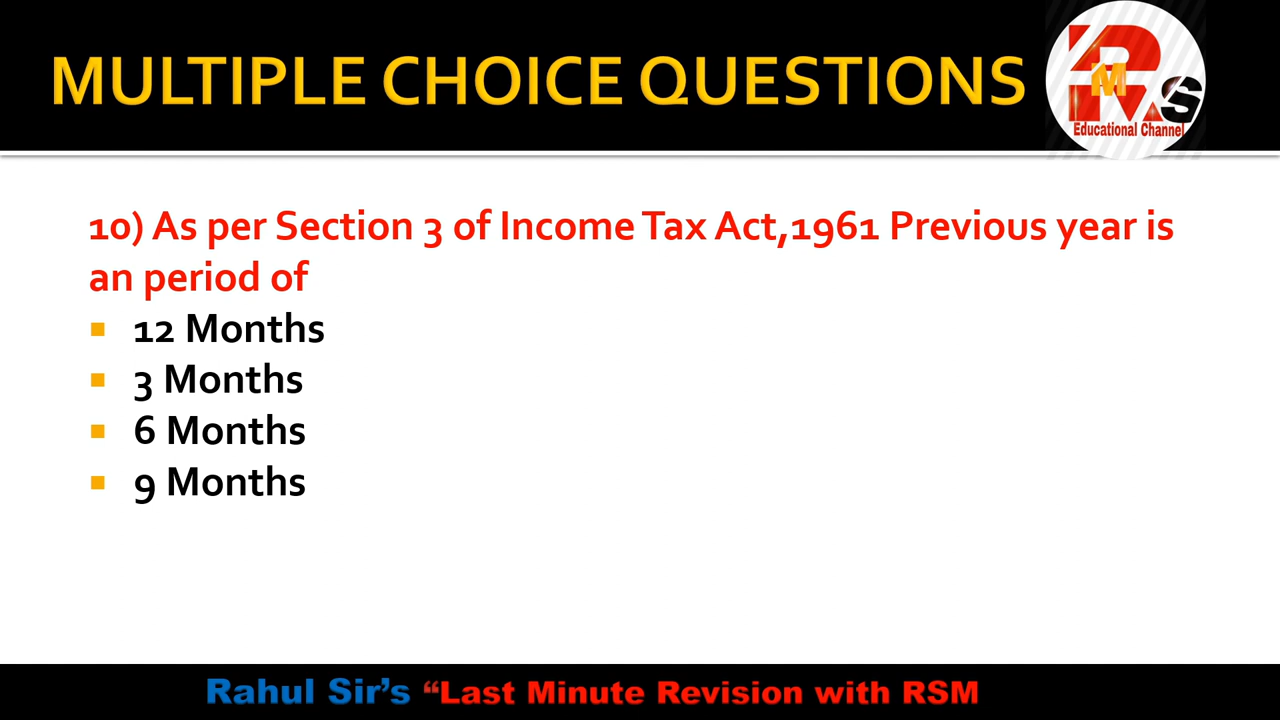 MULTIPLE CHOICE QUESTIONS
RMS
Educational Channel
10) As per Section 3 of Income Tax Act,1961 Previous year is
an period of
12 Months
3 Months
6 Months
9 Months
Rahul Sir's “Last Minute Revision with RSM